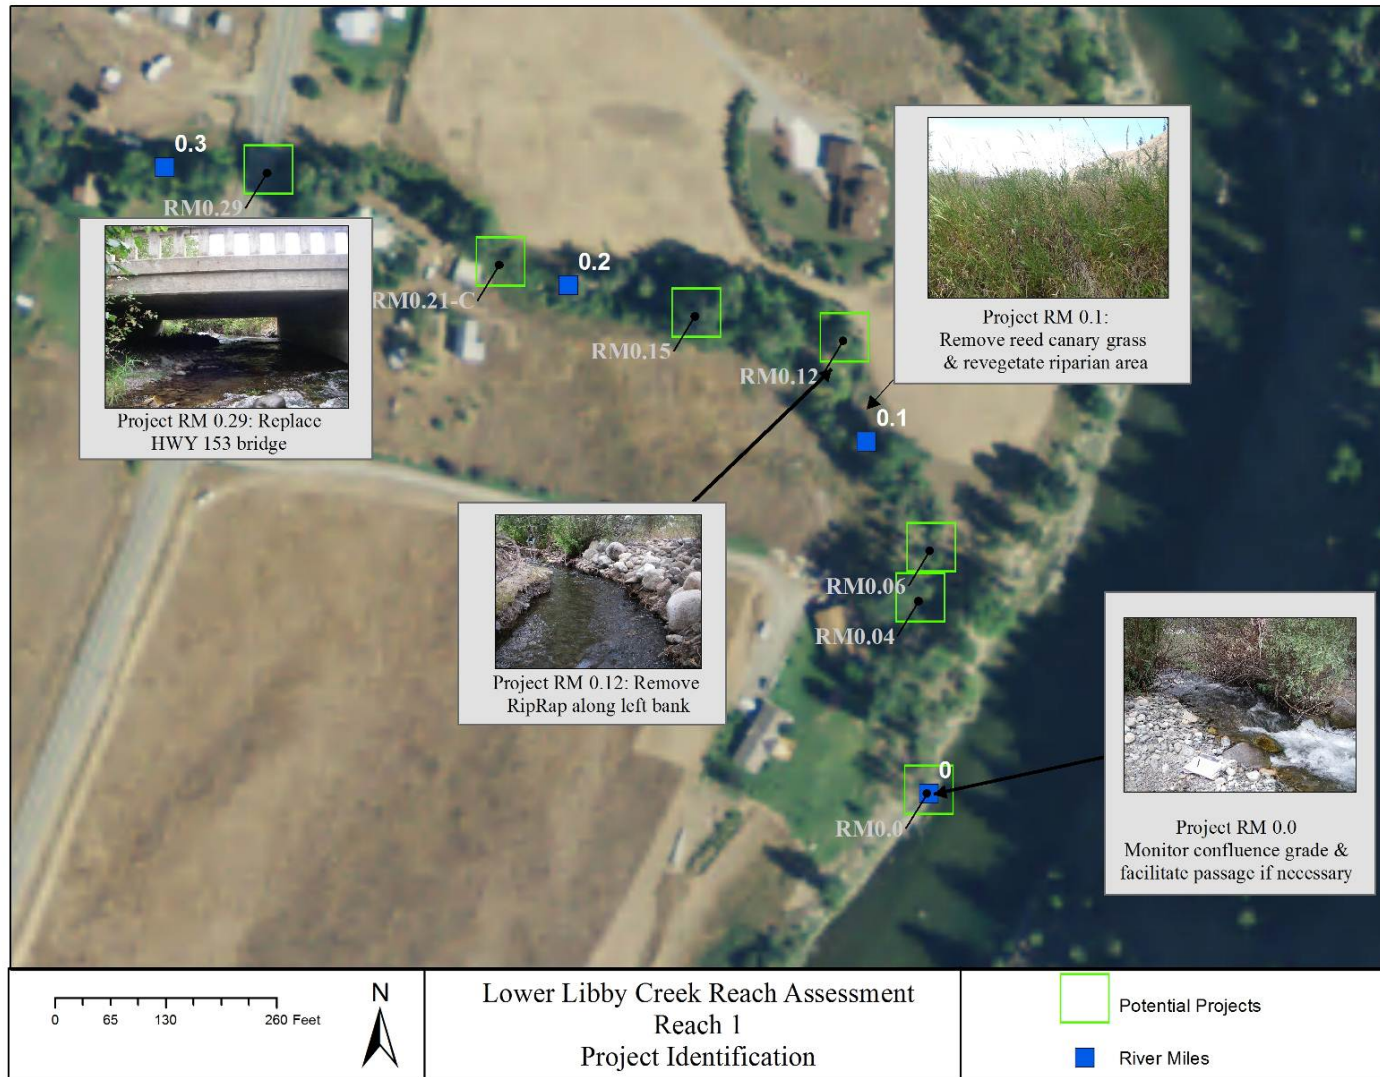 0.3
RM0.29
Project RM 0.29: Replace
HWY 153 bridge
RM0.21-C
0.2
RM0.15
RM0.12
Project RM 0.1:
Remove reed canary grass
& revegetate riparian area
0.1
Project RM 0.12: Remove
RipRap along left bank
RM0.06
RM0.04
0
RM0.0
Project RM 0.0
Monitor confluence grade &
facilitate passage if necessary
0 65 130 260 Feet
N
Lower Libby Creek Reach Assessment
Reach 1
Project Identification
Potential Projects
River Miles